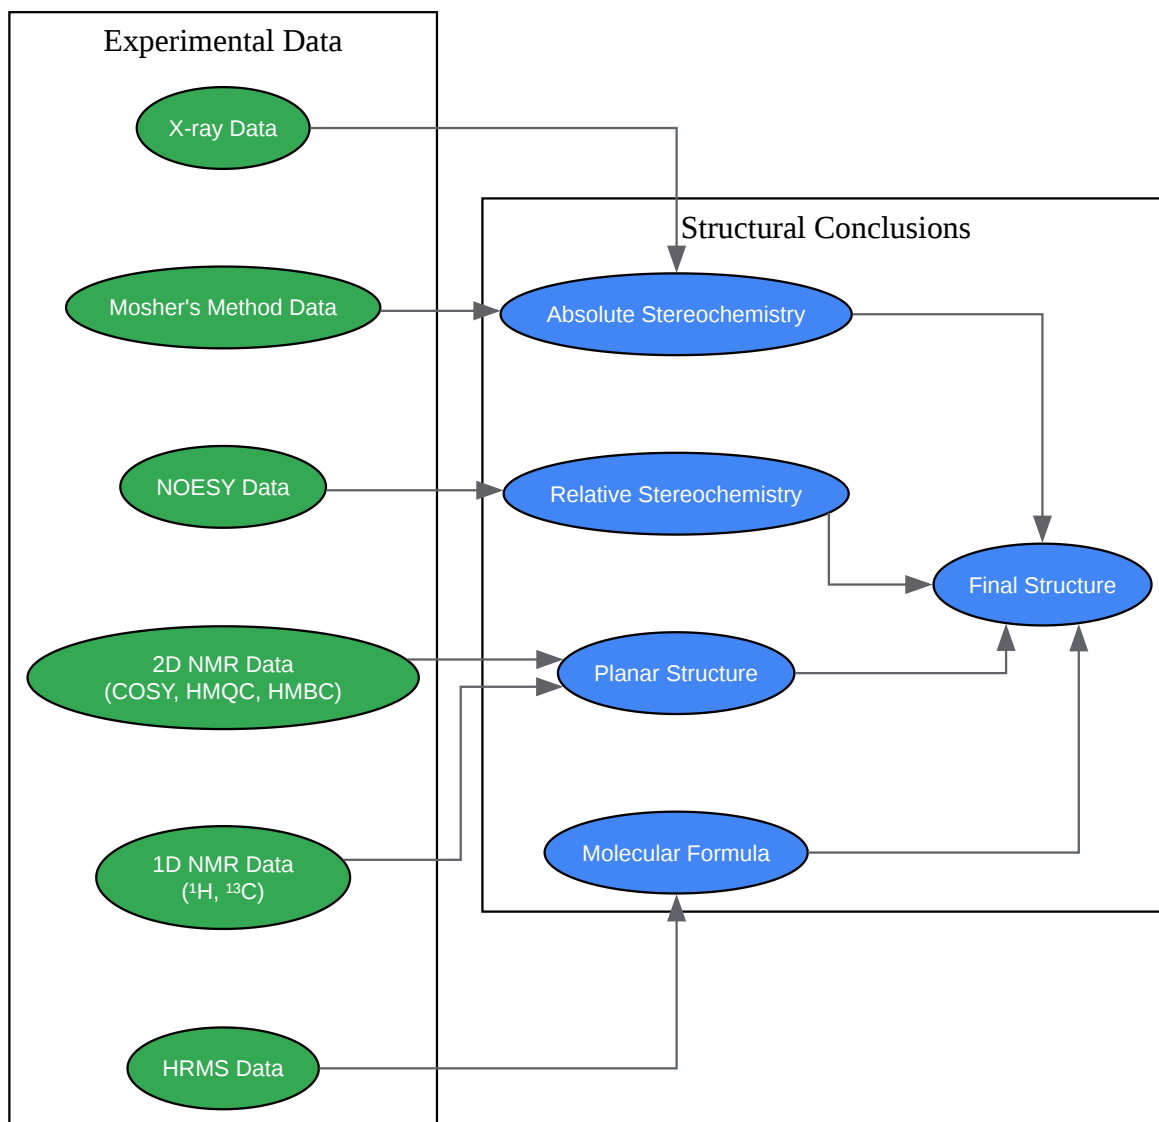 Experimental Data
X-ray Data
Mosher's Method Data
NOESY Data
2D NMR Data
(COSY, HMQC, HMBC)
1D NMR Data
(¹H, ¹³C)
HRMS Data
Structural Conclusions
Absolute Stereochemistry
Relative Stereochemistry
Planar Structure
Molecular Formula
Final Structure